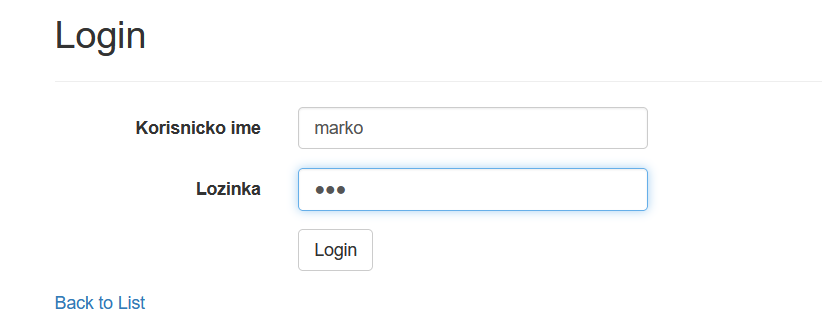 Login
Korisnicko ime marko
Lozinka •••
Login
Back to List